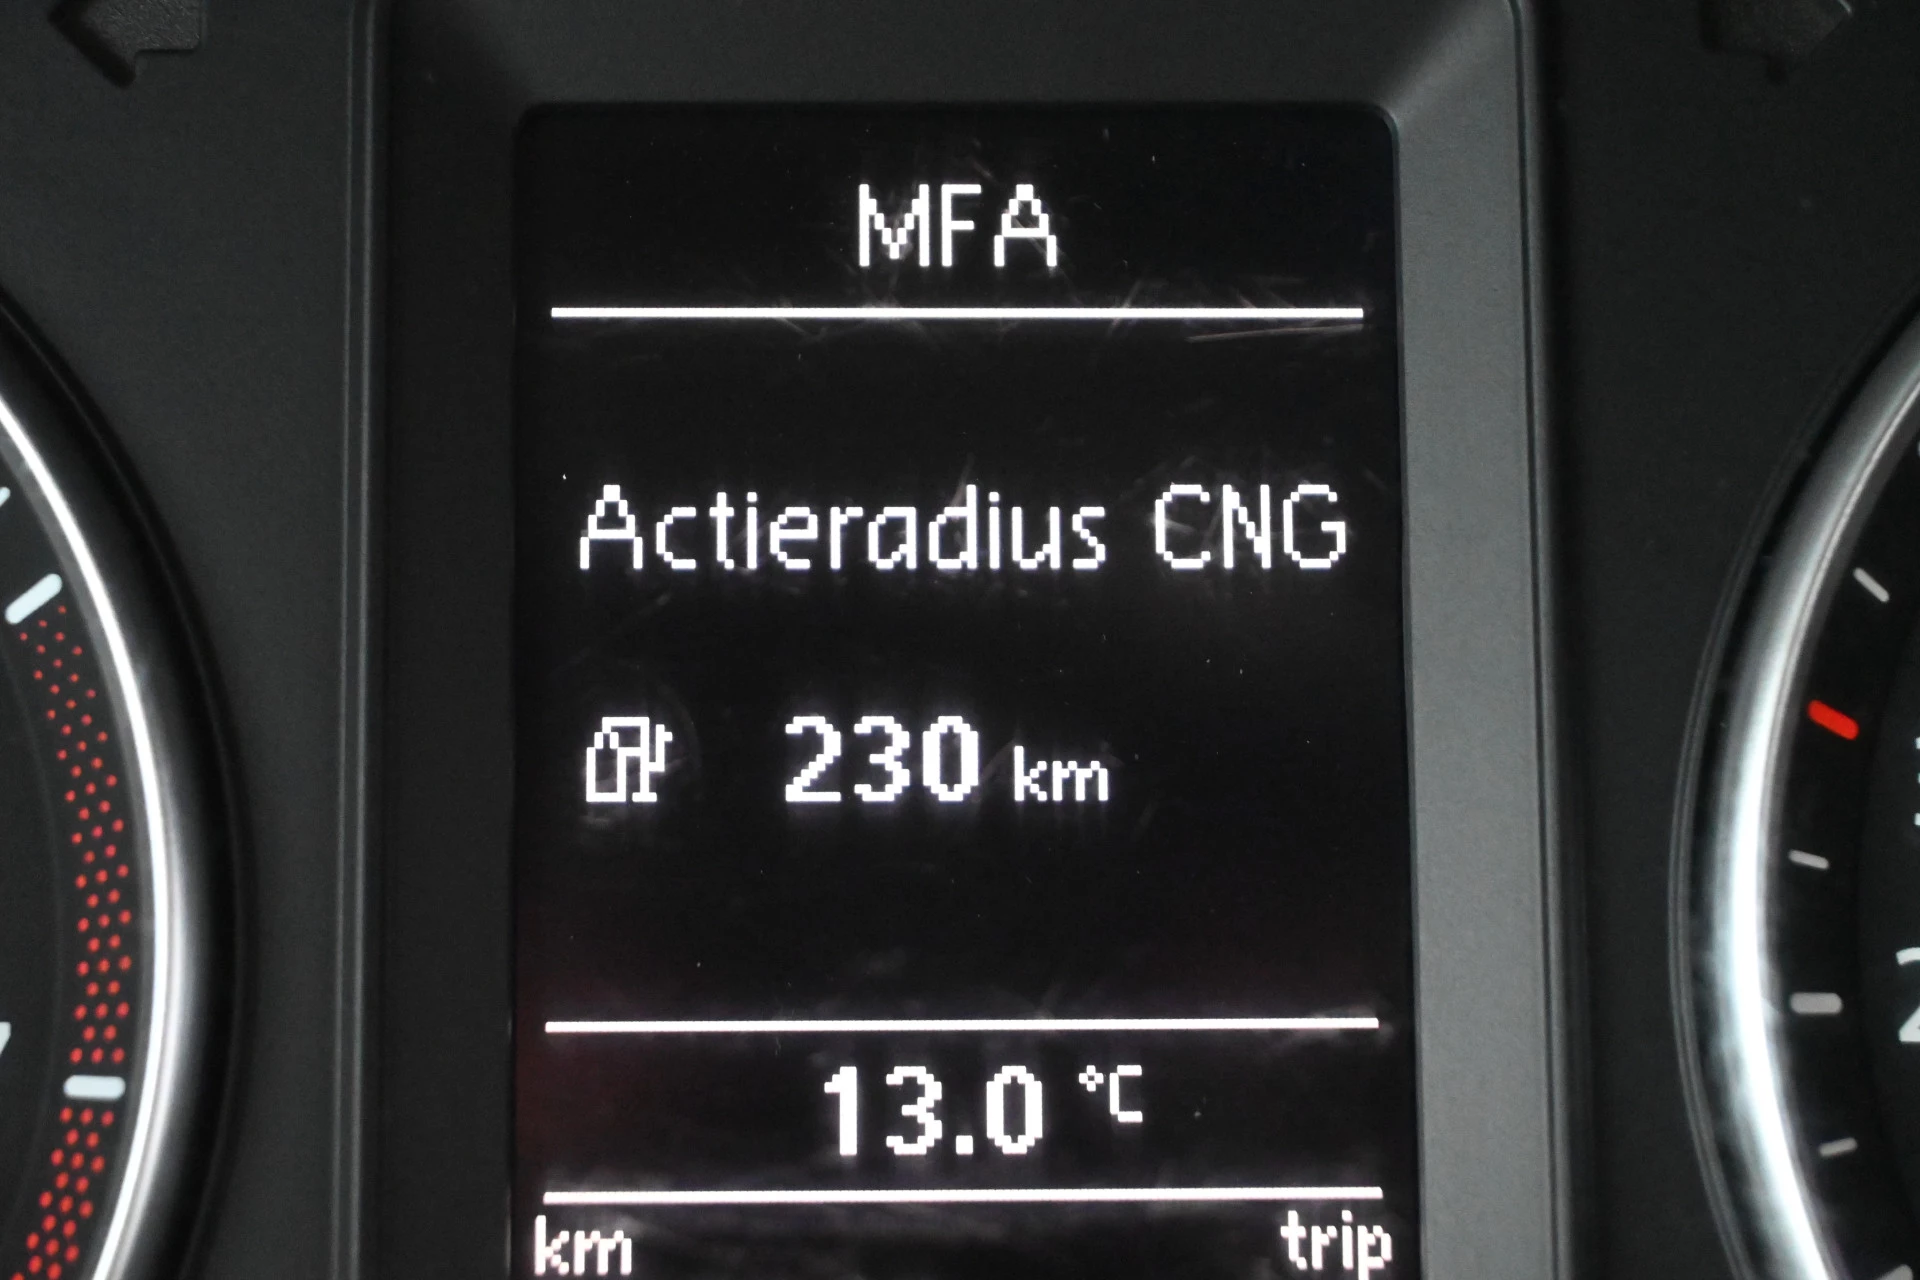 MFA
Actieradius CNG
230 km
13.0 °C
km trip